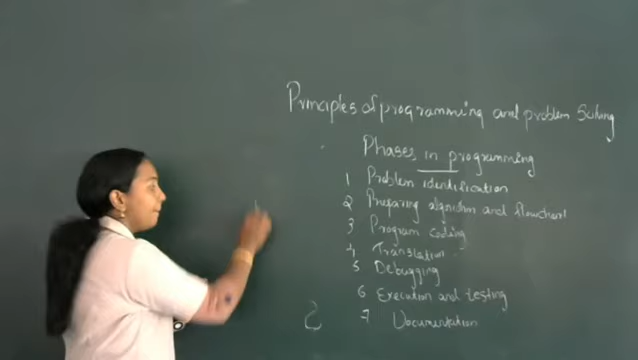 Principles of programming and problem Solving
Phases in programming
1 Problem identification
2 Preparing algorithm and flowchart
3 Program coding
4 Translation
5 Debugging
6 Execution and testing
7 Documentation